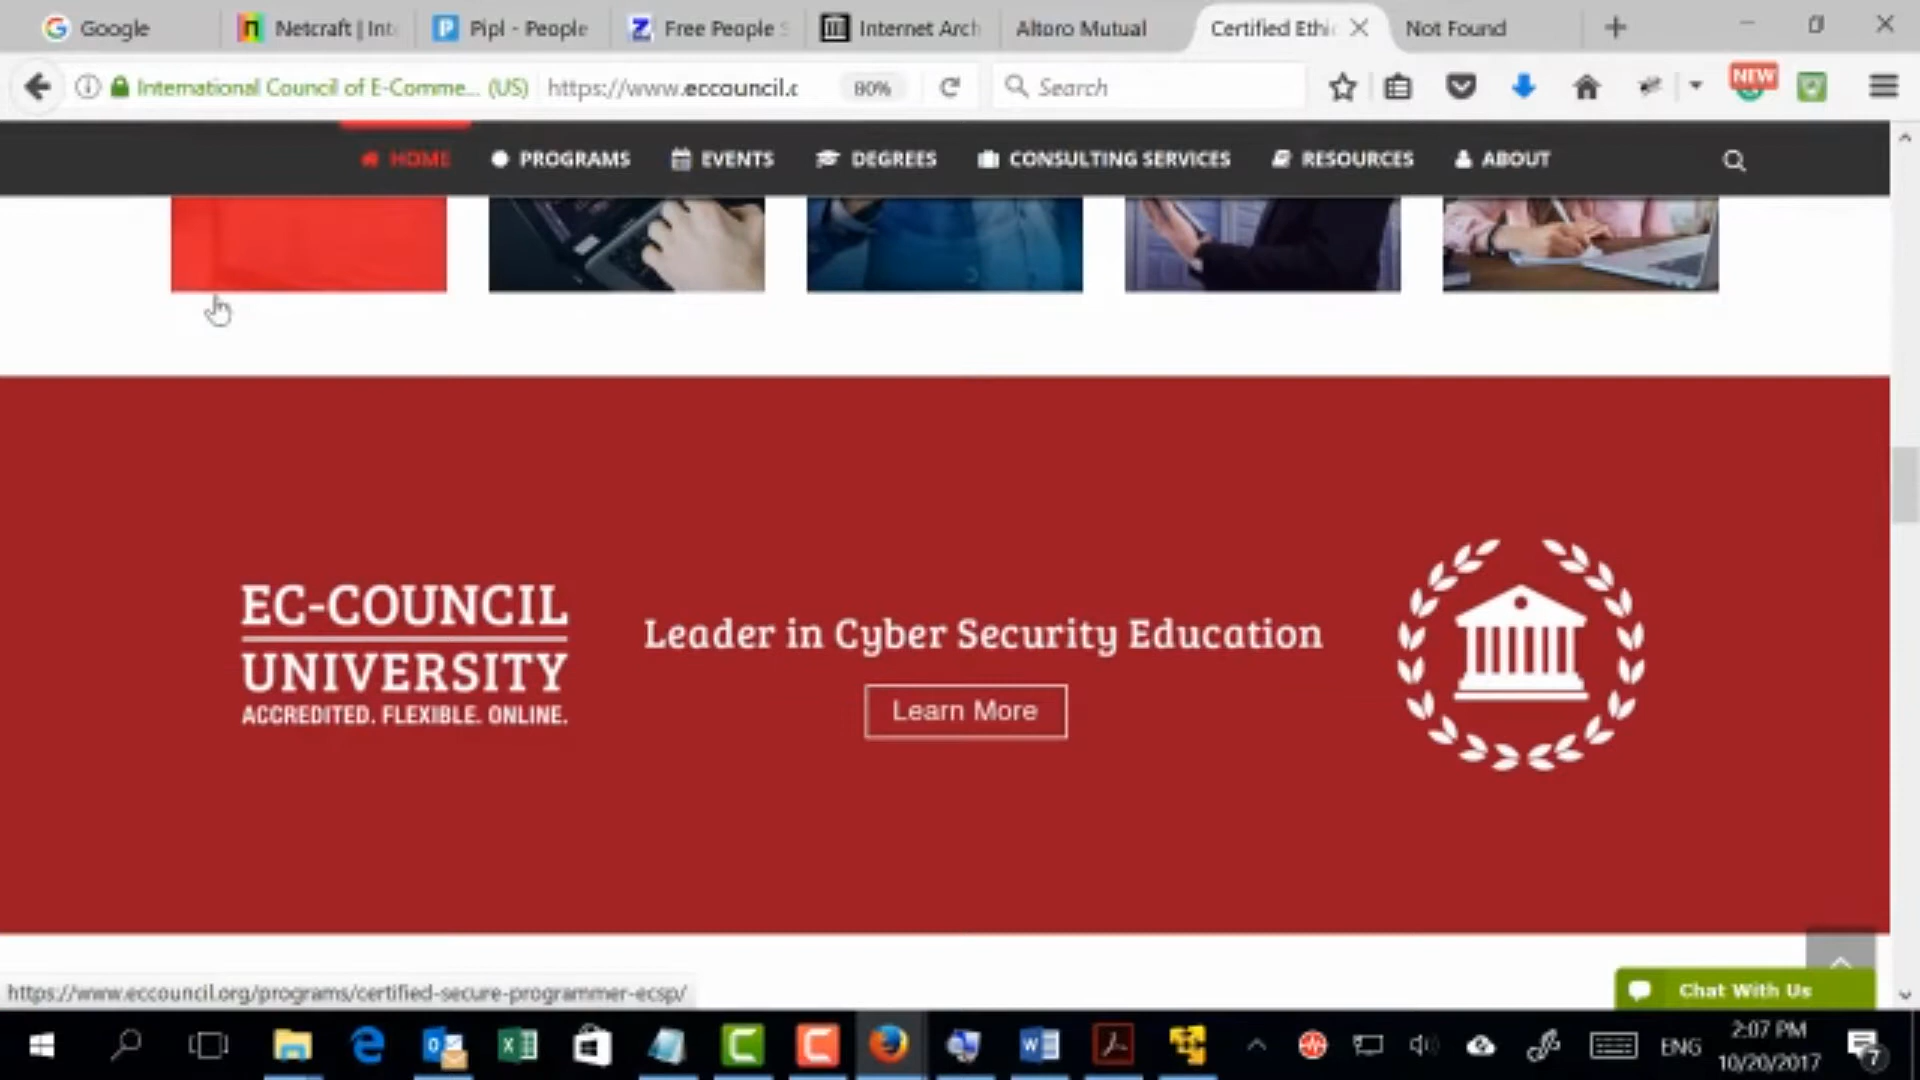 Google
Netcraft | Int
Pipl - People
Free People S
Internet Arch
Altoro Mutual
Certified Ethi
Not Found
International Council of E-Comme... (US)
https://www.eccouncil.c
80%
Search
NEW
HOME
PROGRAMS
EVENTS
DEGREES
CONSULTING SERVICES
RESOURCES
ABOUT
EC-COUNCIL
UNIVERSITY
ACCREDITED. FLEXIBLE. ONLINE.
Leader in Cyber Security Education
Learn More
Chat With Us
https://www.eccouncil.org/programs/certified-secure-programmer-ecsp/
ENG
2:07 PM
10/20/2017
7